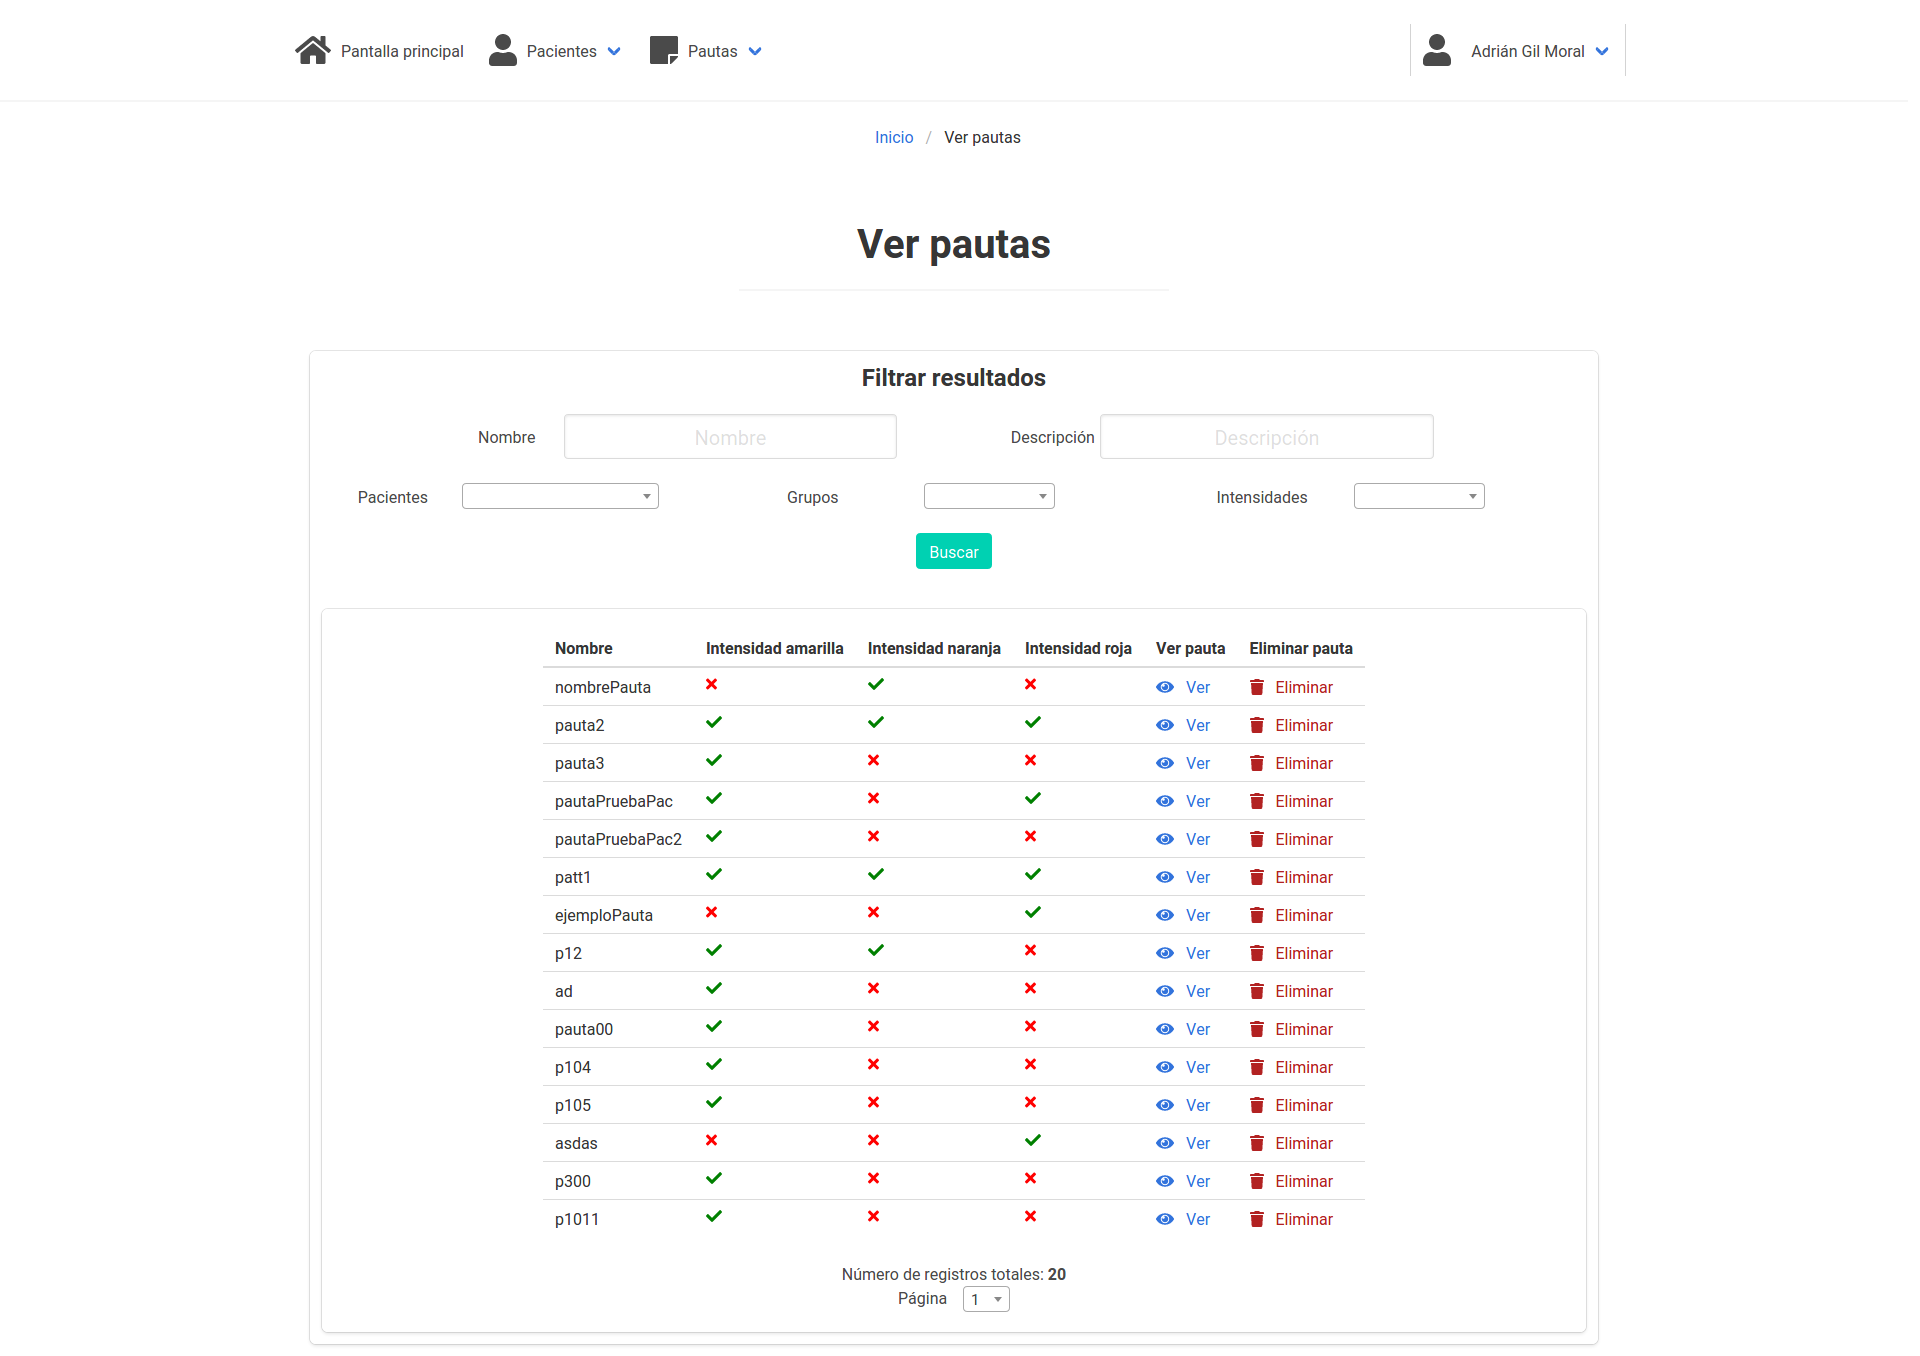 Pantalla principal Pacientes Pautas Adrián Gil Moral
Inicio / Ver pautas
Ver pautas
Filtrar resultados
Nombre Nombre Descripción Descripción
Pacientes Grupos Intensidades
Buscar
Nombre Intensidad amarilla Intensidad naranja Intensidad roja Ver pauta Eliminar pauta
nombrePauta Ver Eliminar
pauta2 Ver Eliminar
pauta3 Ver Eliminar
pautaPruebaPac Ver Eliminar
pautaPruebaPac2 Ver Eliminar
patt1 Ver Eliminar
ejemploPauta Ver Eliminar
p12 Ver Eliminar
ad Ver Eliminar
pauta00 Ver Eliminar
p104 Ver Eliminar
p105 Ver Eliminar
asdas Ver Eliminar
p300 Ver Eliminar
p1011 Ver Eliminar
Número de registros totales: 20
Página 1